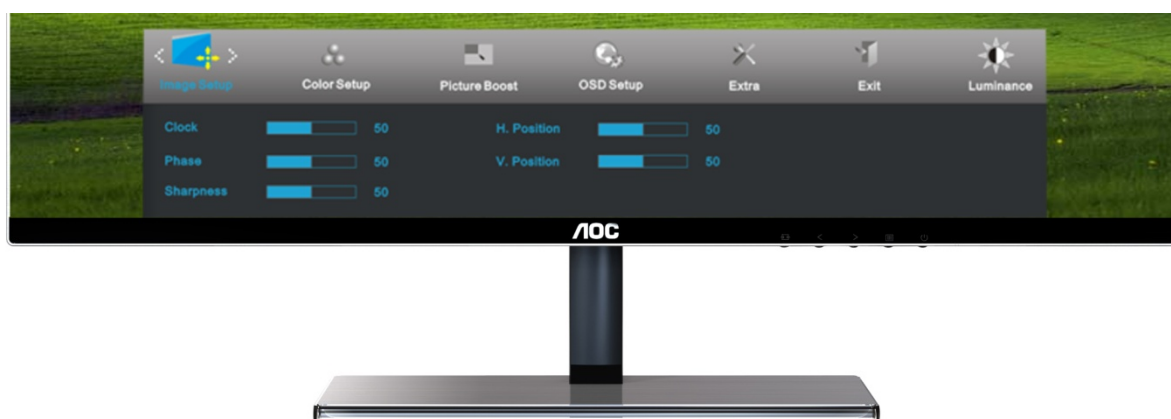 Image Setup
Color Setup
Picture Boost
OSD Setup
Extra
Exit
Luminance
Clock 50 H. Position 50
Phase 50 V. Position 50
Sharpness 50
AOC